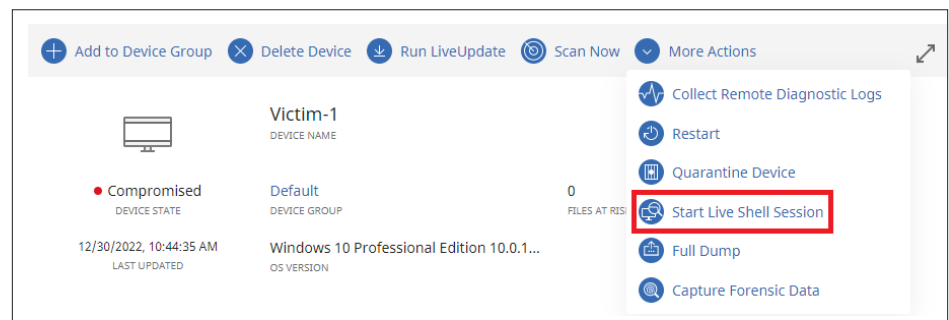 Add to Device Group Delete Device Run LiveUpdate Scan Now More Actions
Collect Remote Diagnostic Logs
Victim-1
DEVICE NAME
Restart
Quarantine Device
Compromised Default 0
DEVICE STATE DEVICE GROUP FILES AT RIS
Start Live Shell Session
12/30/2022, 10:44:35 AM Windows 10 Professional Edition 10.0.1...
LAST UPDATED OS VERSION
Full Dump
Capture Forensic Data